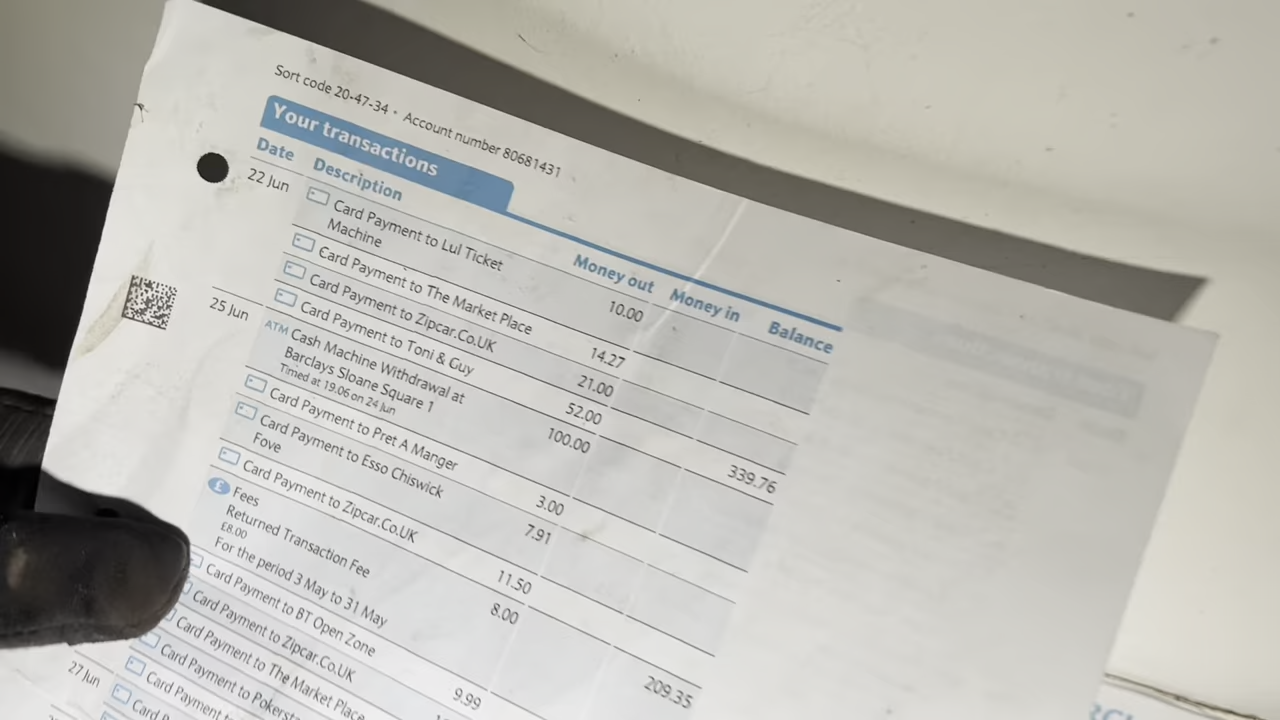 Sort code 20-47-34 • Account number 80681431
Your transactions
Date Description Money out Money in Balance
22 Jun Card Payment to Lul Ticket
Machine 10.00
Card Payment to The Market Place 14.27
Card Payment to Zipcar.Co.UK 21.00
Card Payment to Toni & Guy 52.00 339.76
25 Jun ATM Cash Machine Withdrawal at 100.00
Barclays Sloane Square 1
Timed at 19.06 on 24 Jun
Card Payment to Pret A Manger 3.00
Card Payment to Esso Chiswick 7.91
Fove
Card Payment to Zipcar.Co.UK 11.50
£ Fees 8.00 209.35
Returned Transaction Fee
£8.00
For the period 3 May to 31 May
Card Payment to BT Open Zone 9.99
Card Payment to Zipcar.Co.UK
Card Payment to The Market Place
Card Payment to
27 Jun Card Payment
Card